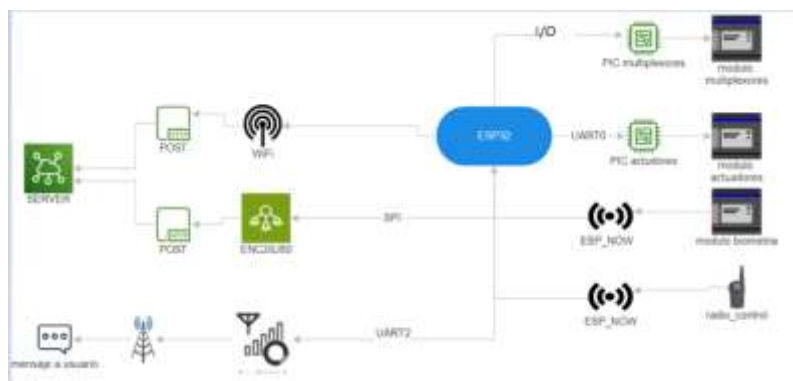 I/O
PIC multiplexores
modulo
multiplexores
ESP32
UART0
PIC actuadores
modulo
actuadores
POST
WiFi
SERVER
SPI
ESP_NOW
modulo biometria
POST
ENC28J60
ESP_NOW
radio_control
UART2
mensaje a usuario